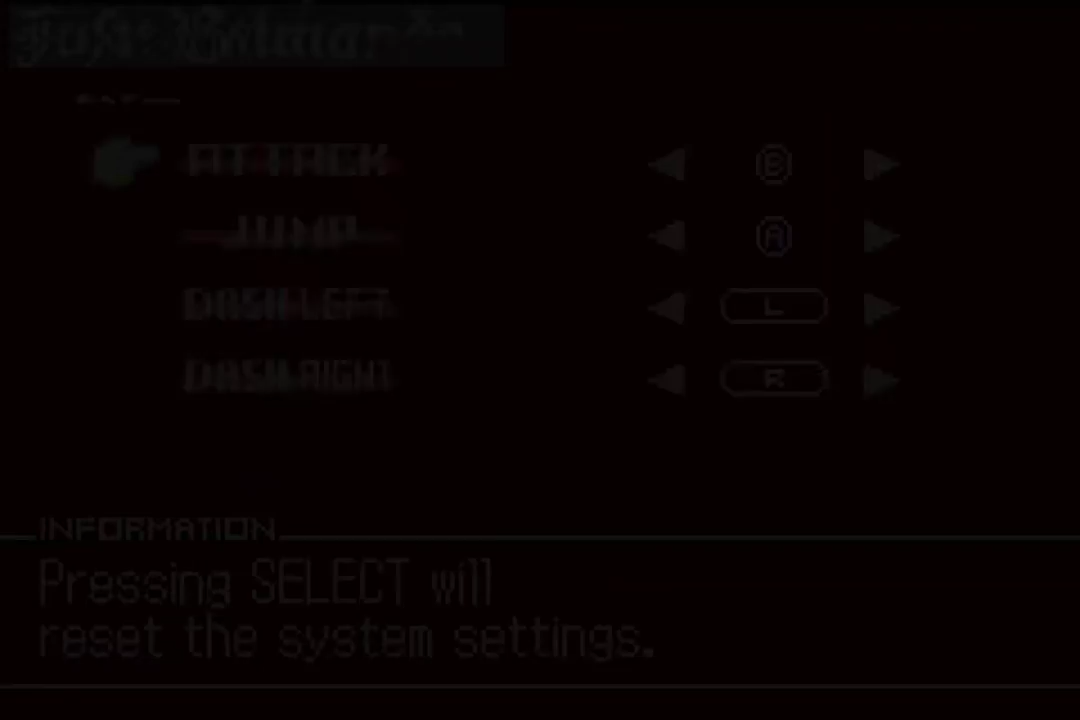 ATTACK B
JUMP A
DASH LEFT L
DASH RIGHT R
INFORMATION
Pressing SELECT will
reset the system settings.